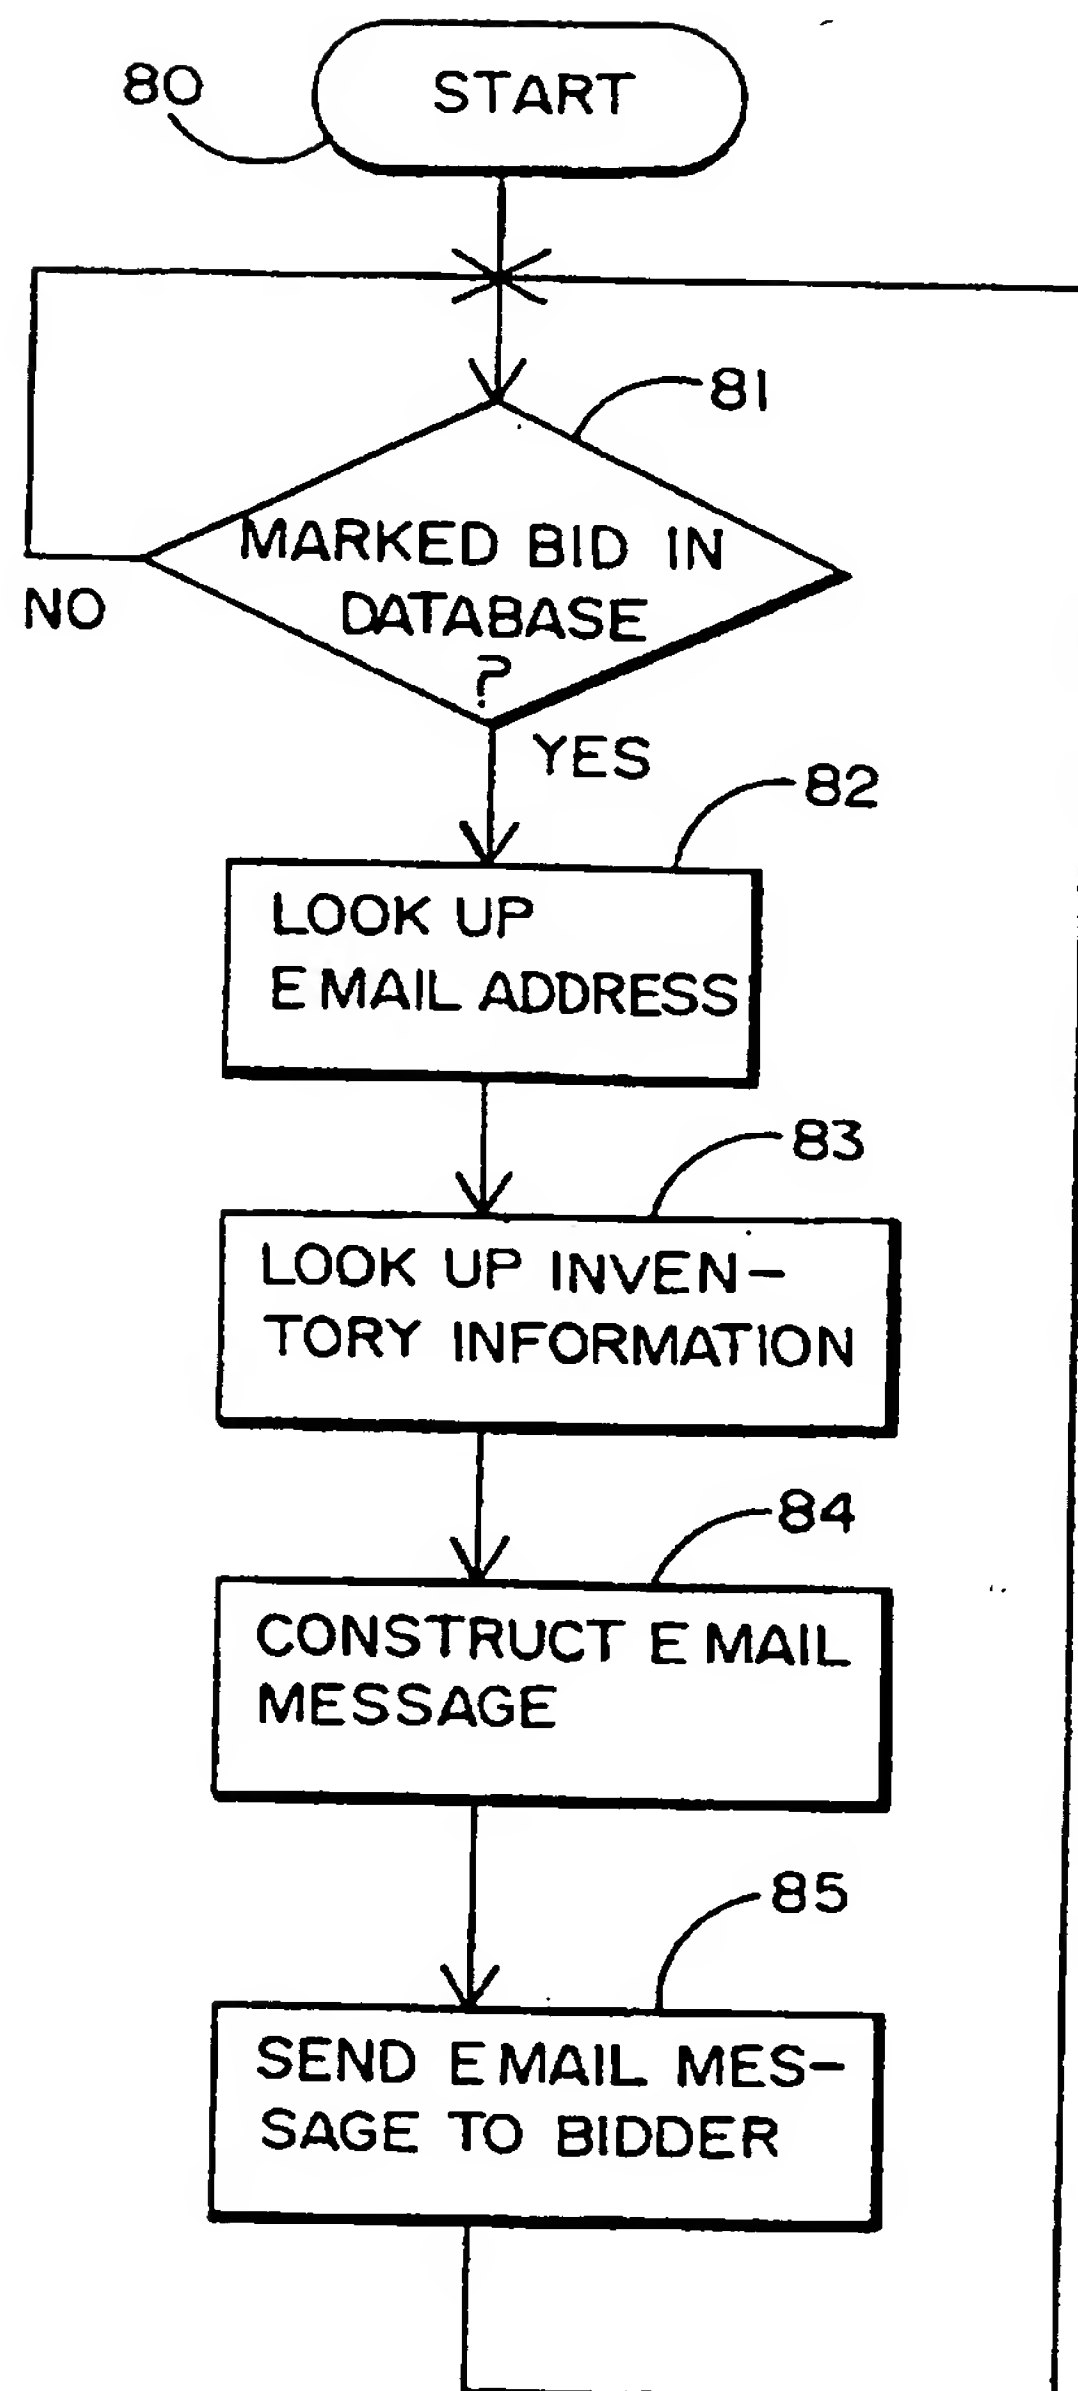 80
START
81
MARKED BID IN
DATABASE
?
NO
YES
82
LOOK UP
E MAIL ADDRESS
83
LOOK UP INVEN-
TORY INFORMATION
84
CONSTRUCT E MAIL
MESSAGE
85
SEND E MAIL MES-
SAGE TO BIDDER